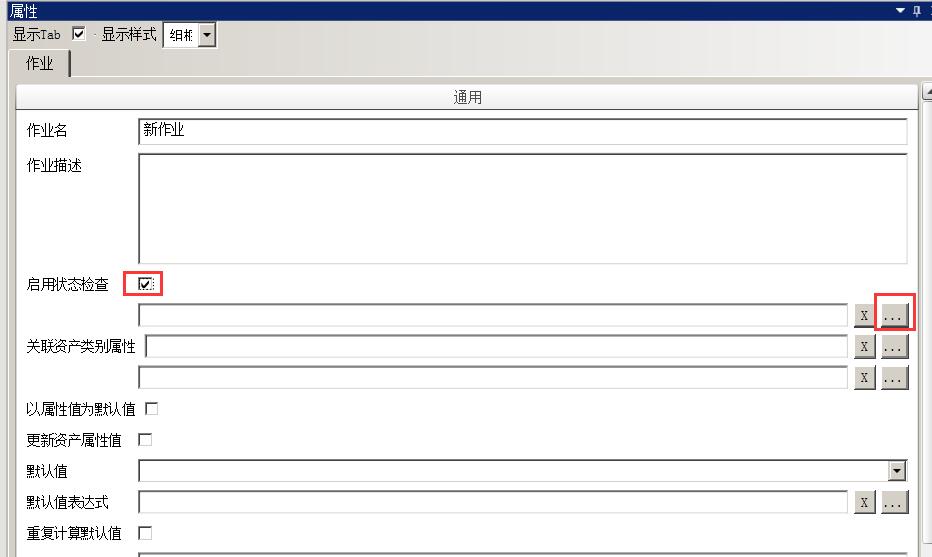 属性
显示Tab 显示样式 细柜
作业
通用
作业名 新作业
作业描述
启用状态检查
X ...
关联资产类别属性 X ...
X ...
以属性值为默认值
更新资产属性值
默认值
默认值表达式 X ...
重复计算默认值